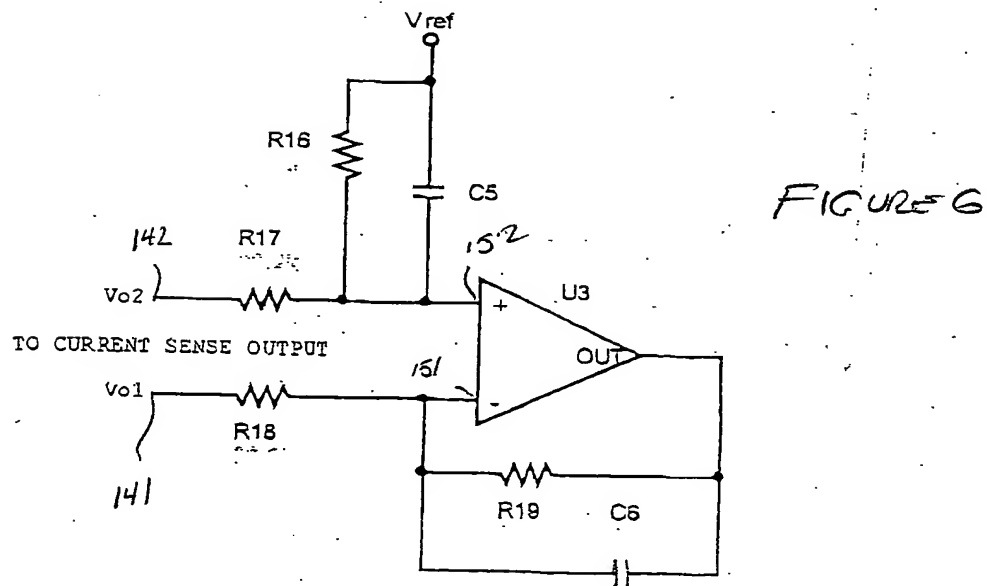 Vref
R16
C5
FIGURE 6
142
R17
152
Vo2
U3
+
TO CURRENT SENSE OUTPUT
OUT
151
Vo1
-
R18
141
R19
C6